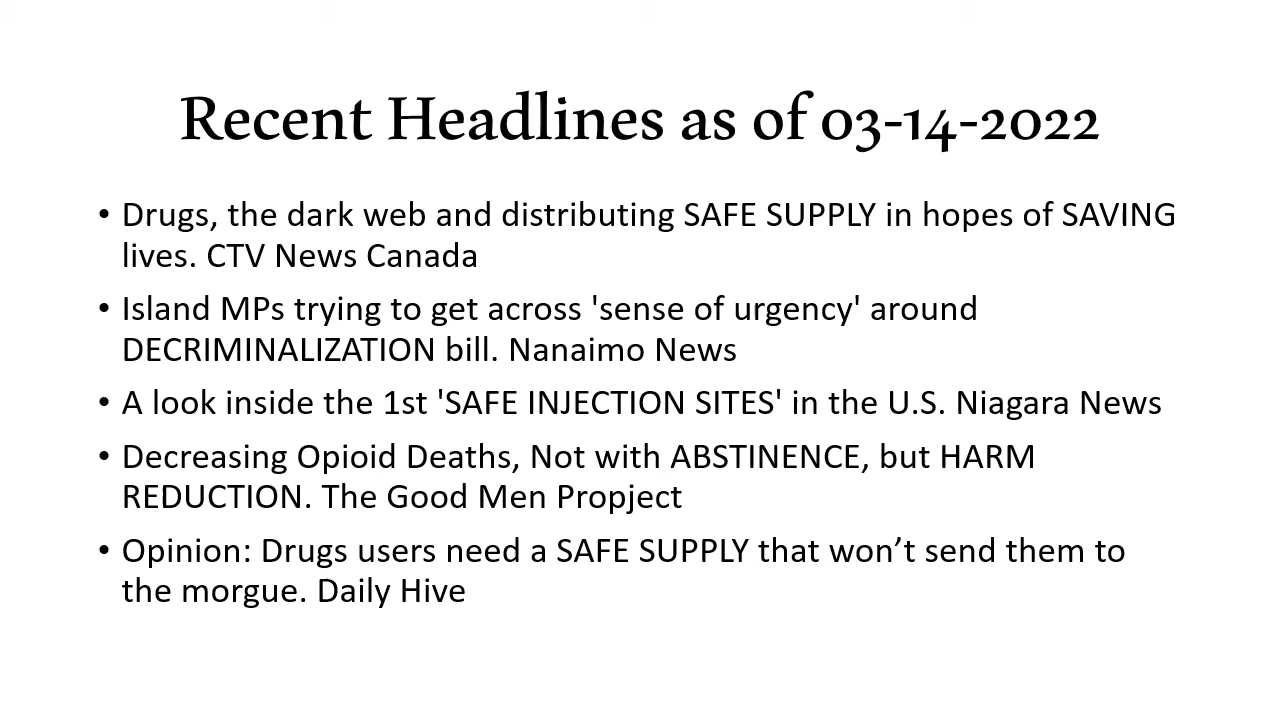 Recent Headlines as of 03-14-2022
• Drugs, the dark web and distributing SAFE SUPPLY in hopes of SAVING
lives. CTV News Canada
• Island MPs trying to get across 'sense of urgency' around
DECRIMINALIZATION bill. Nanaimo News
• A look inside the 1st 'SAFE INJECTION SITES' in the U.S. Niagara News
• Decreasing Opioid Deaths, Not with ABSTINENCE, but HARM
REDUCTION. The Good Men Propject
• Opinion: Drugs users need a SAFE SUPPLY that won’t send them to
the morgue. Daily Hive